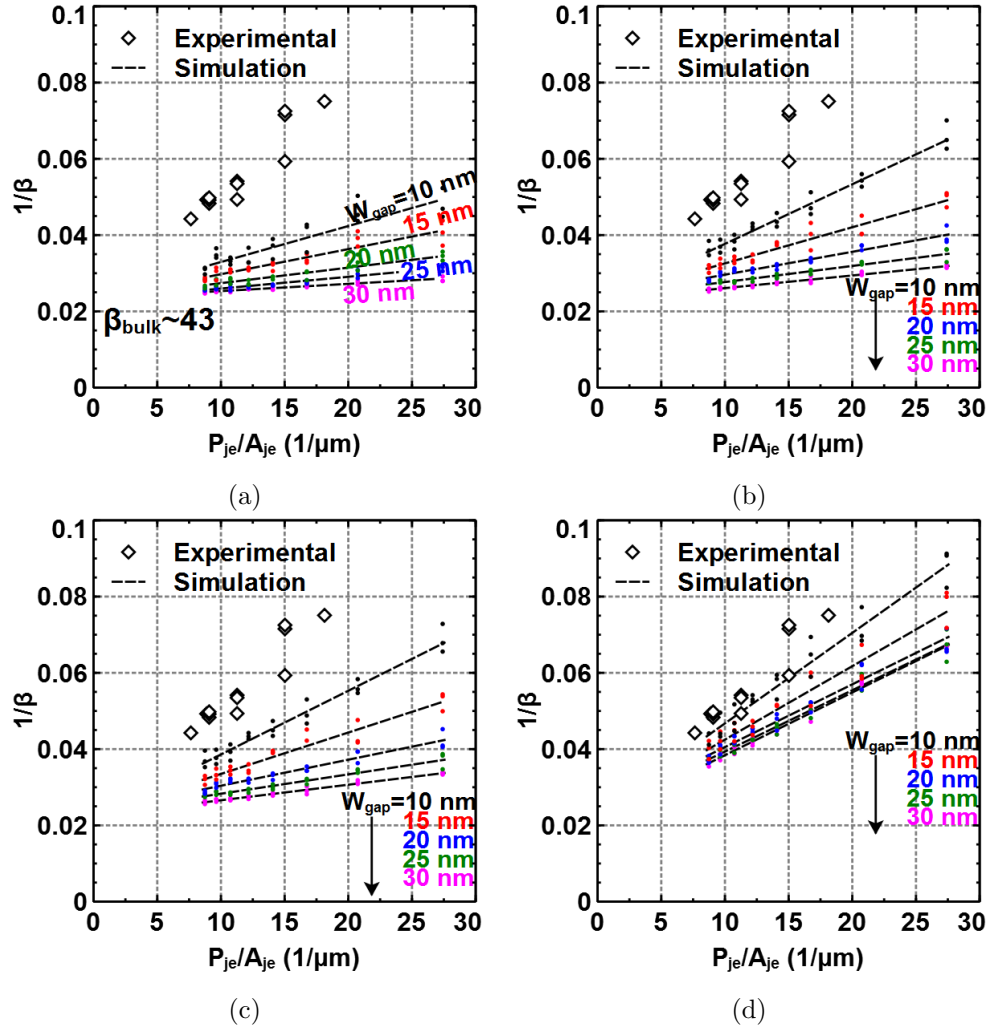 0.1
Experimental
Simulation
0.08
0.06
1/β
W_gap=10 nm
15 nm
0.04
20 nm
25 nm
30 nm
0.02
β_bulk~43
0
0 5 10 15 20 25 30
P_je/A_je (1/μm)
(a)
0.1
Experimental
Simulation
0.08
0.06
1/β
0.04
W_gap=10 nm
0.02
15 nm
20 nm
25 nm
30 nm
0
0 5 10 15 20 25 30
P_je/A_je (1/μm)
(b)
0.1
Experimental
Simulation
0.08
0.06
1/β
0.04
W_gap=10 nm
0.02
15 nm
20 nm
25 nm
30 nm
0
0 5 10 15 20 25 30
P_je/A_je (1/μm)
(c)
0.1
Experimental
Simulation
0.08
0.06
1/β
0.04
W_gap=10 nm
15 nm
20 nm
25 nm
30 nm
0.02
0
0 5 10 15 20 25 30
P_je/A_je (1/μm)
(d)